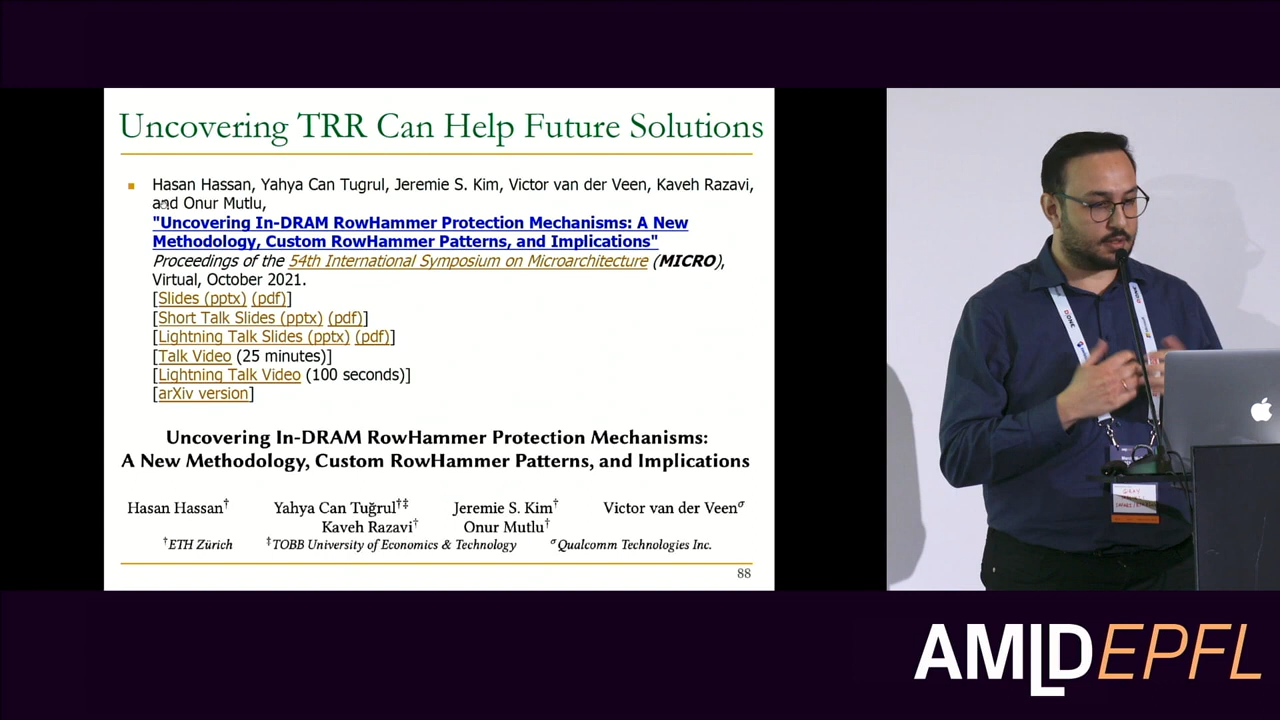 Uncovering TRR Can Help Future Solutions
Hasan Hassan, Yahya Can Tugrul, Jeremie S. Kim, Victor van der Veen, Kaveh Razavi,
and Onur Mutlu,
"Uncovering In-DRAM RowHammer Protection Mechanisms: A New
Methodology, Custom RowHammer Patterns, and Implications"
Proceedings of the 54th International Symposium on Microarchitecture (MICRO),
Virtual, October 2021.
[Slides (pptx) (pdf)]
[Short Talk Slides (pptx) (pdf)]
[Lightning Talk Slides (pptx) (pdf)]
[Talk Video (25 minutes)]
[Lightning Talk Video (100 seconds)]
[arXiv version]
Uncovering In-DRAM RowHammer Protection Mechanisms:
A New Methodology, Custom RowHammer Patterns, and Implications
Hasan Hassan† Yahya Can Tuğrul†‡ Jeremie S. Kim† Victor van der Veenσ
Kaveh Razavi† Onur Mutlu†
†ETH Zürich ‡TOBB University of Economics & Technology σQualcomm Technologies Inc.
88
AMLD EPFL